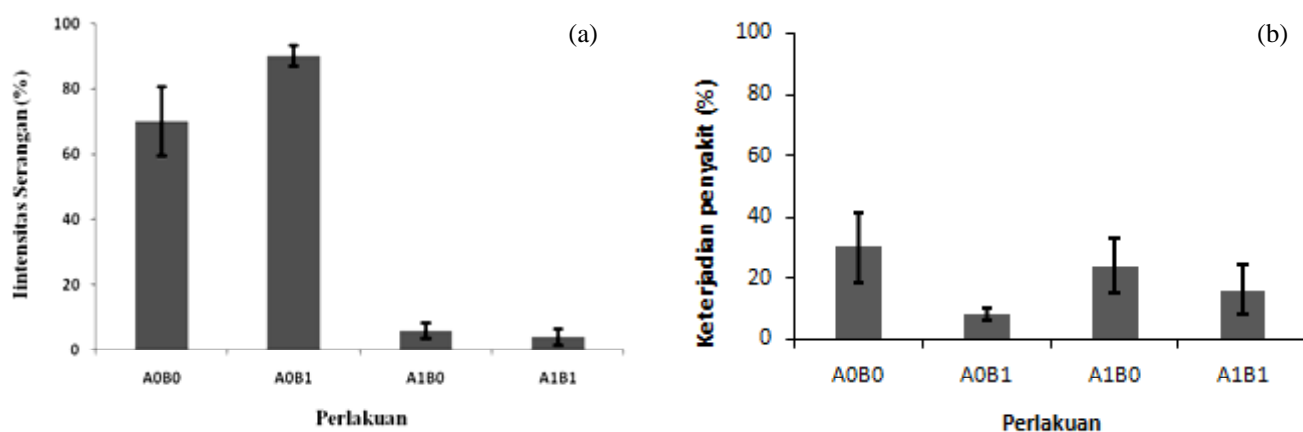 (a)
Iintensitas Serangan (%)
100
80
60
40
20
0
A0B0 A0B1 A1B0 A1B1
Perlakuan
(b)
Keterjadian penyakit (%)
100
80
60
40
20
0
A0B0 A0B1 A1B0 A1B1
Perlakuan